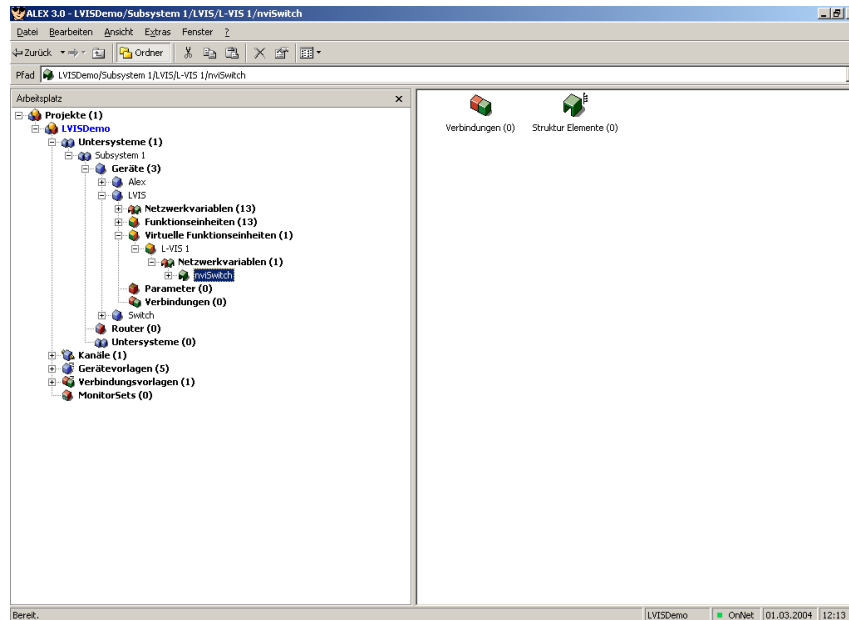 ALEX 3.0 - LVISDemo/Subsystem 1/LVIS/L-VIS 1/nviSwitch
Datei Bearbeiten Ansicht Extras Fenster ?
Zurück Ordner
Pfad LVISDemo/Subsystem 1/LVIS/L-VIS 1/nviSwitch
Arbeitsplatz
Projekte (1)
LVISDemo
Untersysteme (1)
Subsystem 1
Geräte (3)
Alex
LVIS
Netzwerkvariablen (13)
Funktionseinheiten (13)
Virtuelle Funktionseinheiten (1)
L-VIS 1
Netzwerkvariablen (1)
nviSwitch
Parameter (0)
Verbindungen (0)
Switch
Router (0)
Untersysteme (0)
Kanäle (1)
Gerätevorlagen (5)
Verbindungsvorlagen (1)
MonitorSets (0)
Verbindungen (0) Struktur Elemente (0)
Bereit. LVISDemo OnNet 01.03.2004 12:13